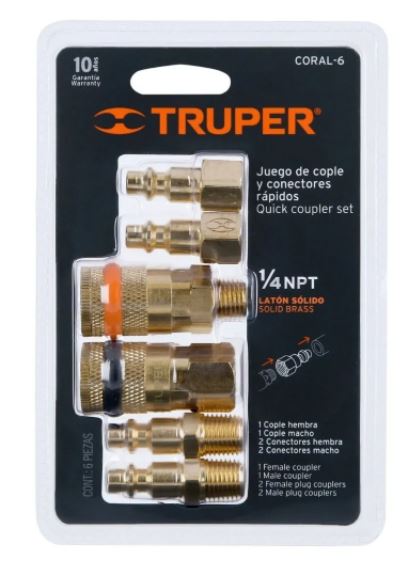 10 años
Garantía
Warranty
CORAL-6
TRUPER®
Juego de cople
y conectores
rápidos
Quick coupler set
1/4 NPT
LATÓN SÓLIDO
SOLID BRASS
1 Cople hembra
1 Cople macho
2 Conectores hembra
2 Conectores macho
1 Female coupler
1 Male coupler
2 Female plug couplers
2 Male plug couplers
CONT.: 6 PIEZAS